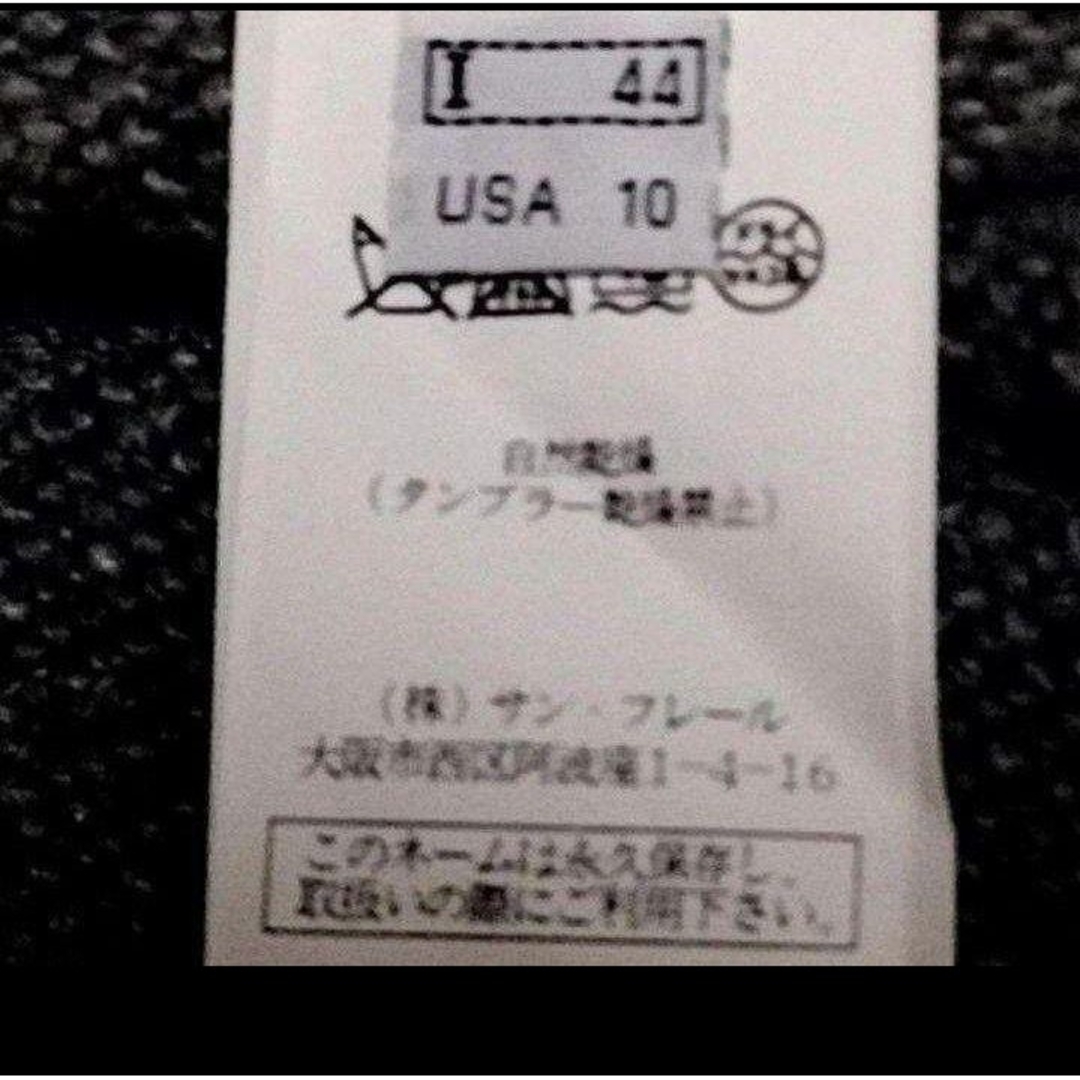 I 44
USA 10
自然乾燥
（タンブラー乾燥禁止）
（株）サン・フレール
大阪市西区阿波座1-4-16
このネームは永久保存し、
取扱いの際にご利用下さい。